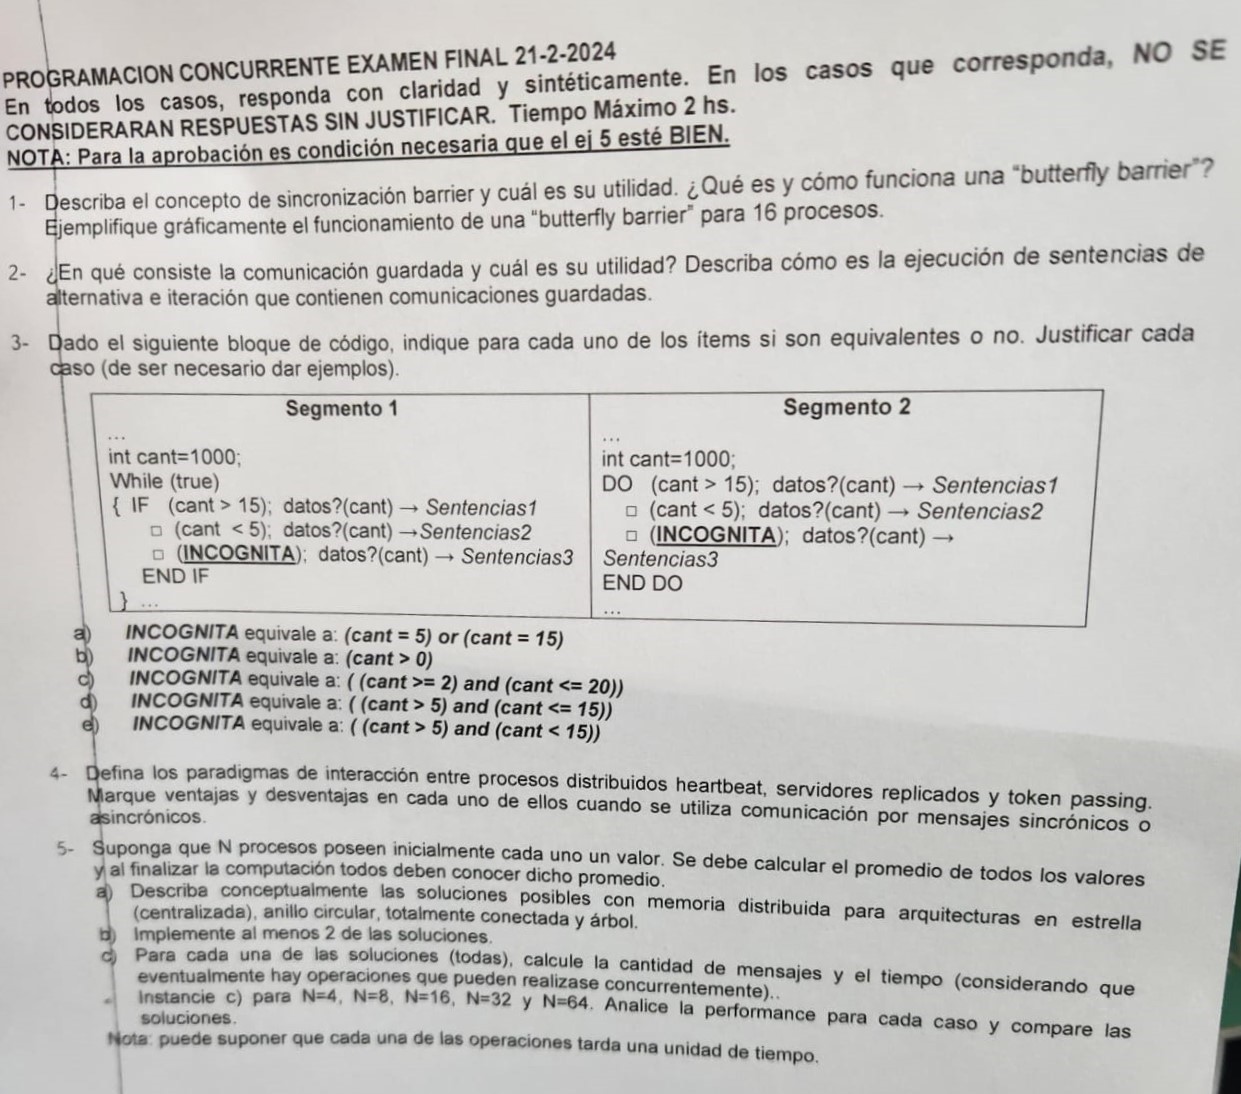 PROGRAMACION CONCURRENTE EXAMEN FINAL 21-2-2024
En todos los casos, responda con claridad y sintéticamente. En los casos que corresponda, NO SE
CONSIDERARAN RESPUESTAS SIN JUSTIFICAR. Tiempo Máximo 2 hs.
NOTA: Para la aprobación es condición necesaria que el ej 5 esté BIEN.
1- Describa el concepto de sincronización barrier y cuál es su utilidad. ¿Qué es y cómo funciona una “butterfly barrier”?
Ejemplifique gráficamente el funcionamiento de una “butterfly barrier” para 16 procesos.
2- ¿En qué consiste la comunicación guardada y cuál es su utilidad? Describa cómo es la ejecución de sentencias de
alternativa e iteración que contienen comunicaciones guardadas.
3- Dado el siguiente bloque de código, indique para cada uno de los ítems si son equivalentes o no. Justificar cada
caso (de ser necesario dar ejemplos).
Segmento 1
...
int cant=1000;
While (true)
{ IF (cant > 15); datos?(cant) → Sentencias1
□ (cant < 5); datos?(cant) →Sentencias2
□ (INCOGNITA); datos?(cant) → Sentencias3
END IF
} ...
Segmento 2
...
int cant=1000;
DO (cant > 15); datos?(cant) → Sentencias1
□ (cant < 5); datos?(cant) → Sentencias2
□ (INCOGNITA); datos?(cant) →
Sentencias3
END DO
...
a) INCOGNITA equivale a: (cant = 5) or (cant = 15)
b) INCOGNITA equivale a: (cant > 0)
c) INCOGNITA equivale a: ( (cant >= 2) and (cant <= 20))
d) INCOGNITA equivale a: ( (cant > 5) and (cant <= 15))
e) INCOGNITA equivale a: ( (cant > 5) and (cant < 15))
4- Defina los paradigmas de interacción entre procesos distribuidos heartbeat, servidores replicados y token passing.
Marque ventajas y desventajas en cada uno de ellos cuando se utiliza comunicación por mensajes sincrónicos o
asincrónicos.
5- Suponga que N procesos poseen inicialmente cada uno un valor. Se debe calcular el promedio de todos los valores
y al finalizar la computación todos deben conocer dicho promedio.
a) Describa conceptualmente las soluciones posibles con memoria distribuida para arquitecturas en estrella
(centralizada), anillo circular, totalmente conectada y árbol.
b) Implemente al menos 2 de las soluciones.
c) Para cada una de las soluciones (todas), calcule la cantidad de mensajes y el tiempo (considerando que
eventualmente hay operaciones que pueden realizase concurrentemente)..
Instancie c) para N=4, N=8, N=16, N=32 y N=64. Analice la performance para cada caso y compare las
soluciones.
Nota: puede suponer que cada una de las operaciones tarda una unidad de tiempo.